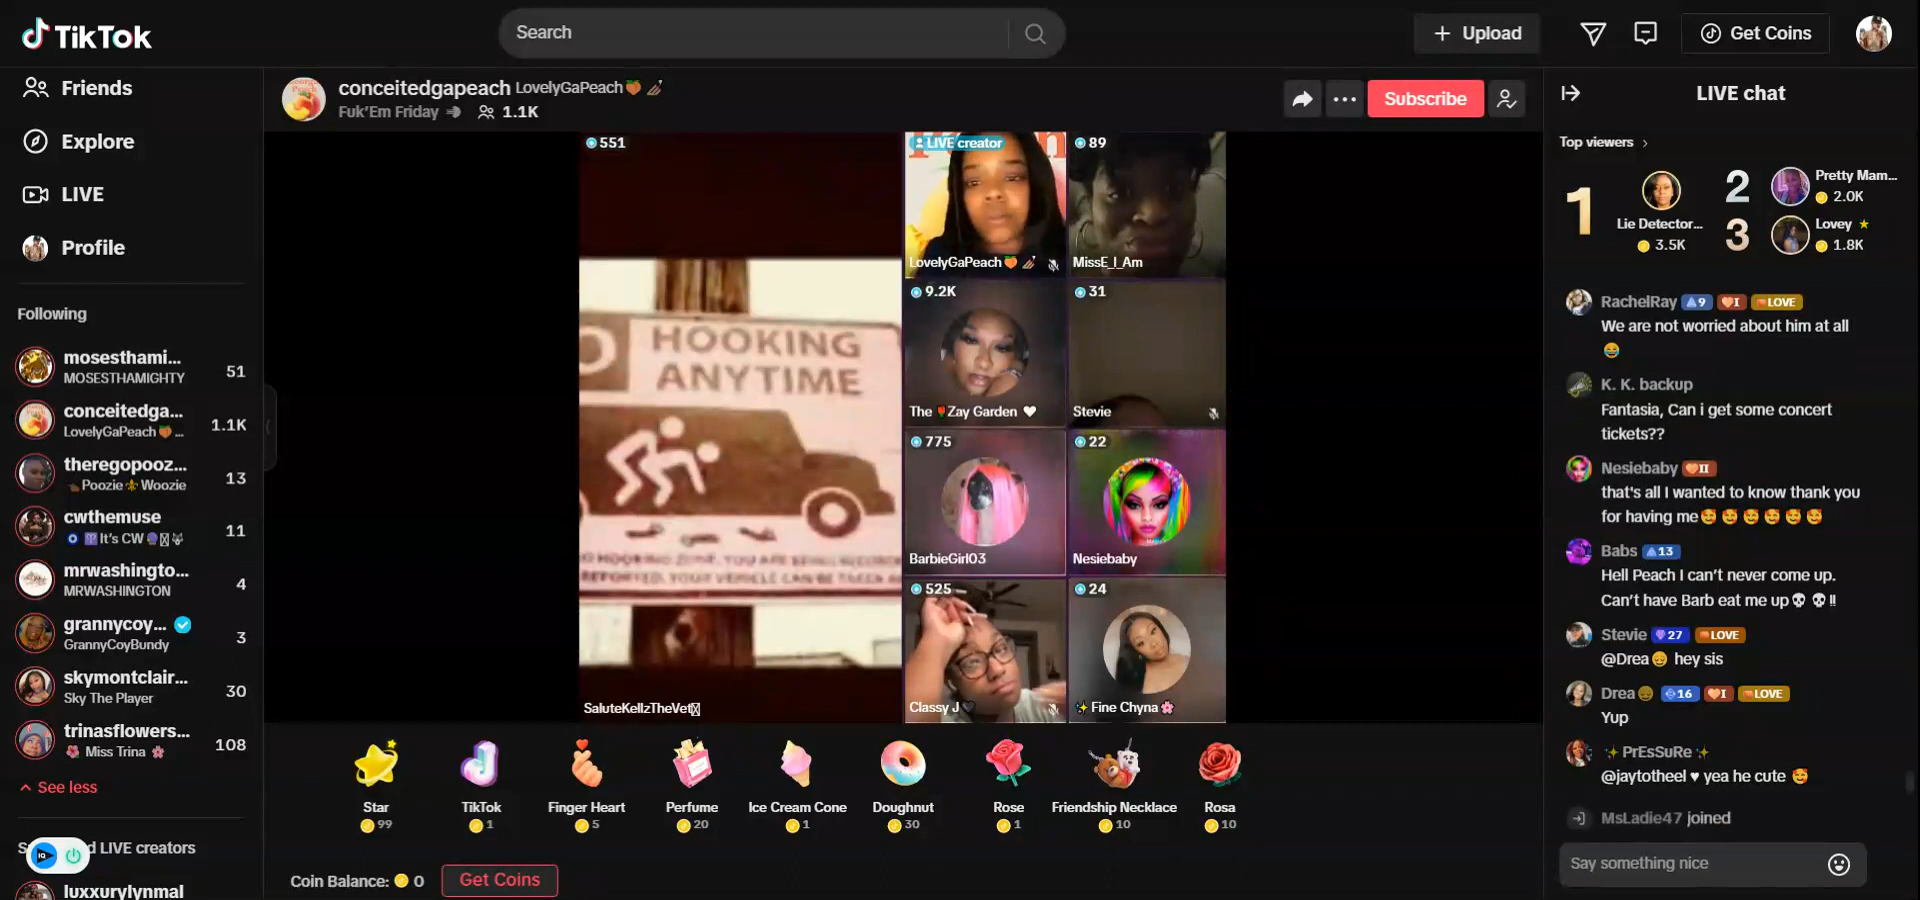 TikTok
Search
Upload
Get Coins
Friends
Explore
LIVE
Profile
Following
mosesthami...
MOSESTHAMIGHTY
51
conceitedga...
LovelyGaPeach🍑...
1.1K
theregopooz...
Poozie⚜️Woozie
13
cwthemuse
It's CW
11
mrwashingto...
MRWASHINGTON
4
grannycoy...
GrannyCoyBundy
3
skymontclair...
Sky The Player
30
trinasflowers...
🌺 Miss Trina 🌸
108
See less
d LIVE creators
luxxurylynmal
conceitedgapeach LovelyGaPeach🍑💅🏾
Fuk'Em Friday 💨 1.1K
Subscribe
551
HOOKING
ANYTIME
SaluteKellzTheVet
LIVE creator
LovelyGaPeach🍑💅🏾
89
MissE_I_Am
9.2K
The 🌹Zay Garden 🤍
31
Stevie
775
BarbieGirl03
22
Nesiebaby
525
Classy J🖤
24
✨Fine Chyna🌸
Star
99
TikTok
1
Finger Heart
5
Perfume
20
Ice Cream Cone
1
Doughnut
30
Rose
1
Friendship Necklace
10
Rosa
10
Coin Balance: 0
Get Coins
LIVE chat
Top viewers
1
Lie Detector...
3.5K
2
Pretty Mam...
2.0K
3
Lovey ⭐
1.8K
RachelRay 9 I LOVE
We are not worried about him at all
😂
K. K. backup
Fantasia, Can i get some concert
tickets??
Nesiebaby II
that's all I wanted to know thank you
for having me🥰🥰🥰🥰🥰🥰
Babs 13
Hell Peach I can't never come up.
Can't have Barb eat me up💀💀!!
Stevie 27 LOVE
@Drea😊 hey sis
Drea😊 16 I LOVE
Yup
✨PrEsSuRe✨
@jaytotheel ♥ yea he cute 🥰
MsLadie47 joined
Say something nice